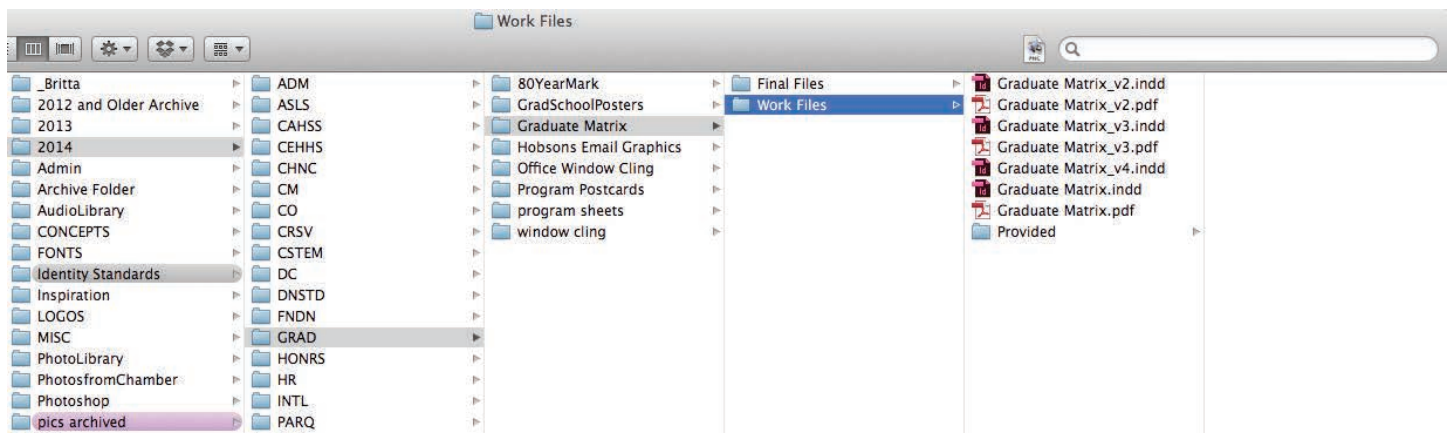 Work Files
PNG
_Britta
2012 and Older Archive
2013
2014
Admin
Archive Folder
AudioLibrary
CONCEPTS
FONTS
Identity Standards
Inspiration
LOGOS
MISC
PhotoLibrary
PhotosfromChamber
Photoshop
pics archived
ADM
ASLS
CAHSS
CEHHS
CHNC
CM
CO
CRSV
CSTEM
DC
DNSTD
FNDN
GRAD
HONRS
HR
INTL
PARQ
80YearMark
GradSchoolPosters
Graduate Matrix
Hobsons Email Graphics
Office Window Cling
Program Postcards
program sheets
window cling
Final Files
Work Files
Graduate Matrix_v2.indd
Graduate Matrix_v2.pdf
Graduate Matrix_v3.indd
Graduate Matrix_v3.pdf
Graduate Matrix_v4.indd
Graduate Matrix.indd
Graduate Matrix.pdf
Provided